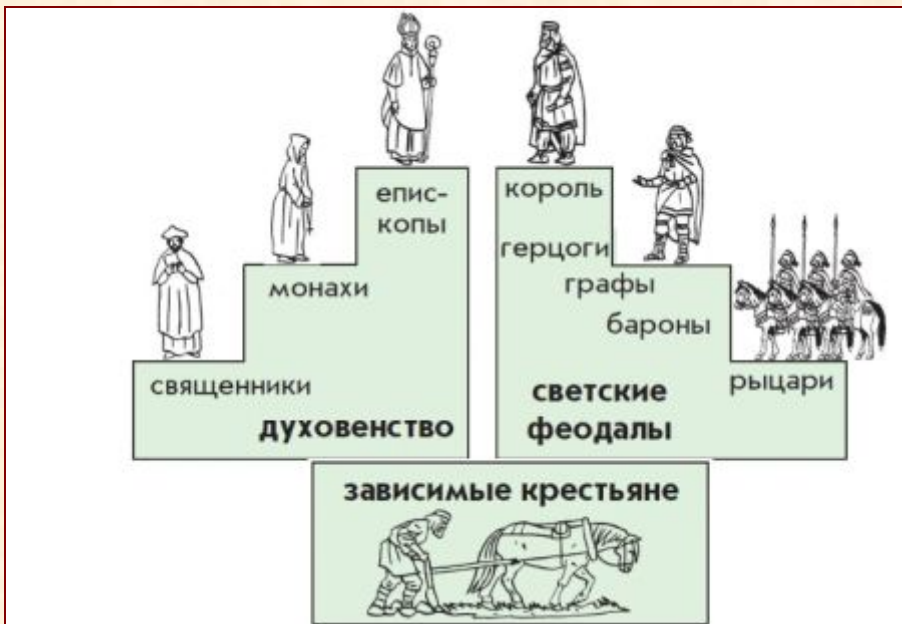 епис-
копы
монахи
священники
духовенство
король
герцоги
графы
бароны
рыцари
светские
феодалы
зависимые крестьяне